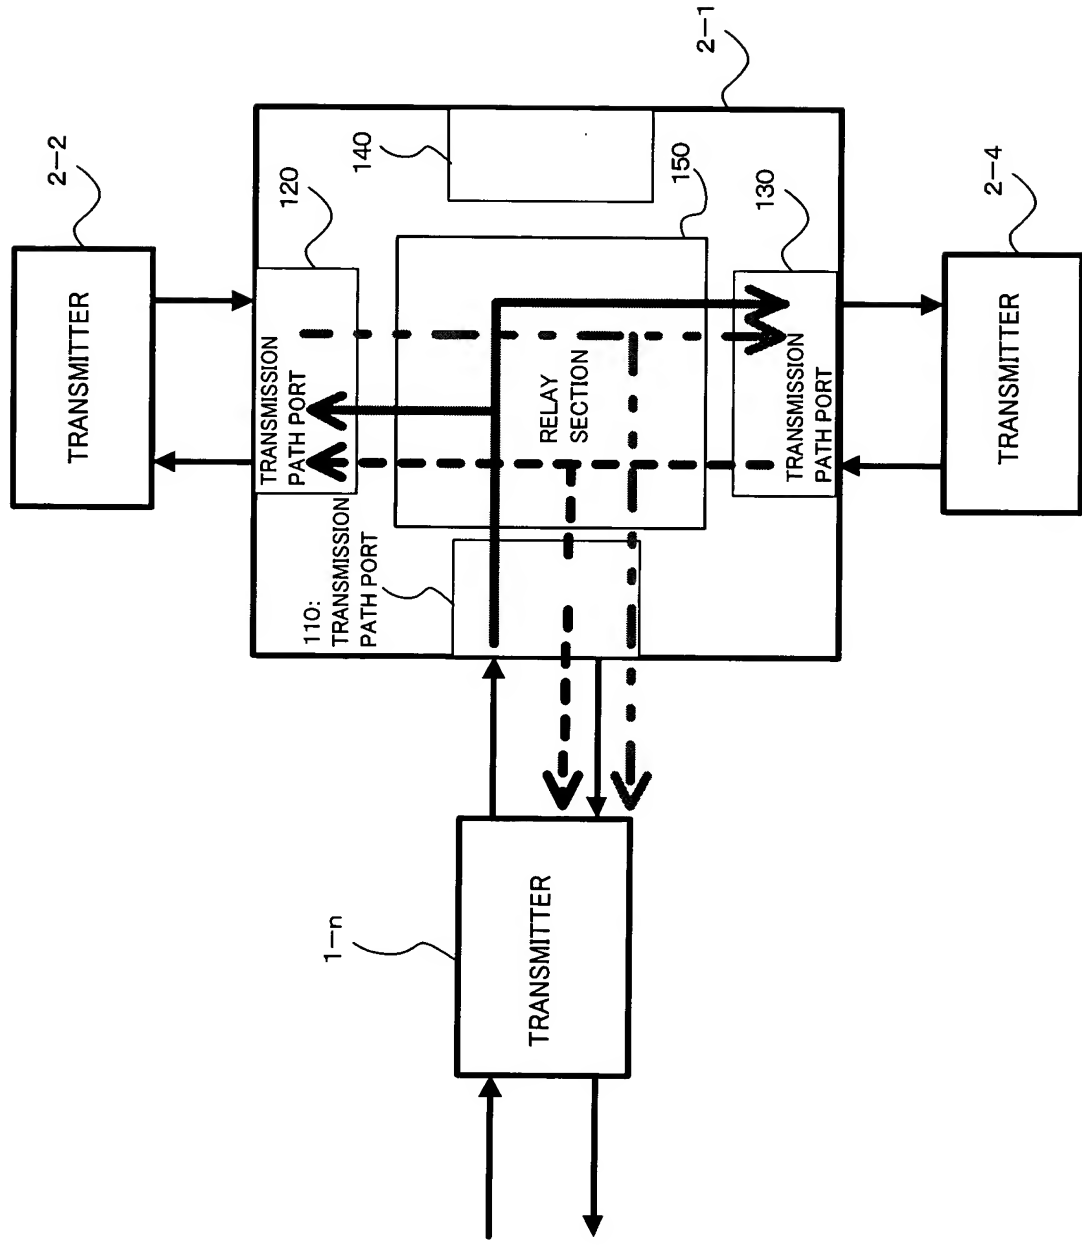 2-1
2-2
TRANSMITTER
140
120
TRANSMISSION
PATH PORT
150
RELAY
SECTION
130
TRANSMISSION
PATH PORT
2-4
TRANSMITTER
110:
TRANSMISSION
PATH PORT
1-n
TRANSMITTER